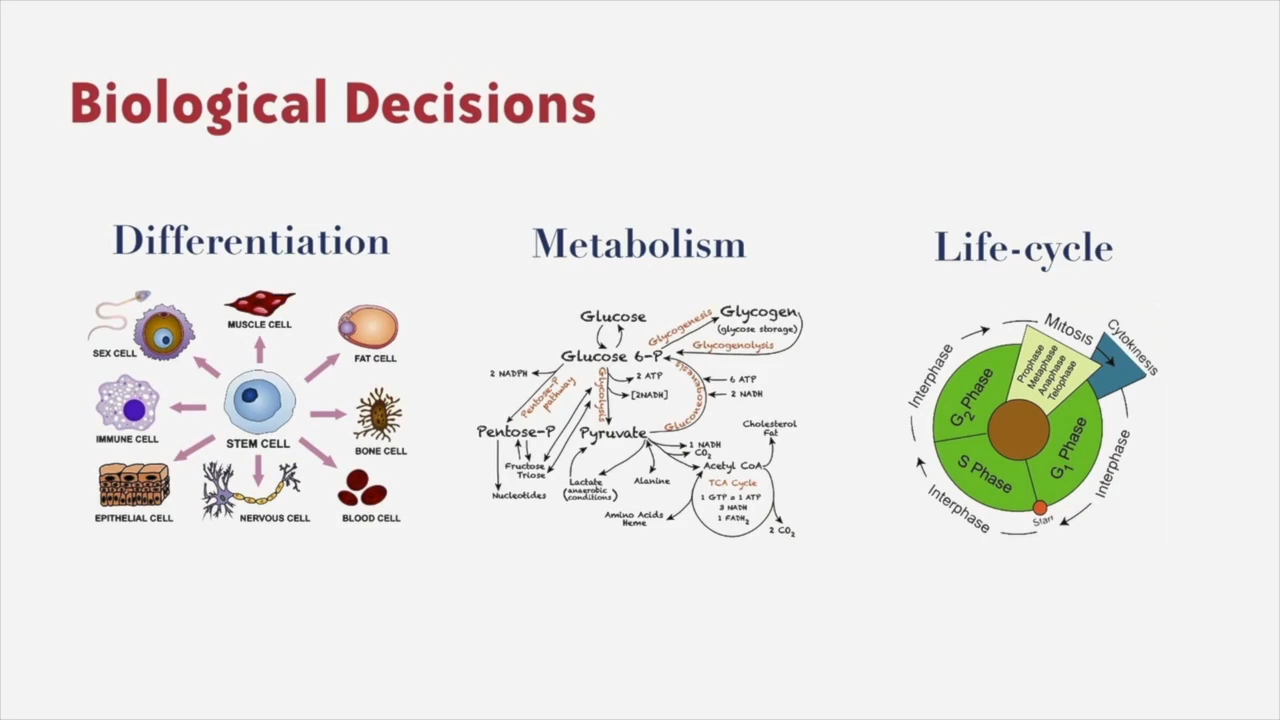 Biological Decisions
Differentiation
SEX CELL
MUSCLE CELL
FAT CELL
IMMUNE CELL
STEM CELL
BONE CELL
EPITHELIAL CELL
NERVOUS CELL
BLOOD CELL
Metabolism
Glucose
Glycogenesis
Glycogen
(glycose storage)
Glycogenolysis
Glucose 6-P
2 NADPH
Pentose-P
pathway
Glycolysis
2 ATP
[2NADH]
Gluconeogenesis
6 ATP
2 NADH
Pentose-P
Pyruvate
Cholesterol
Fat
1 NADH
CO2
Fructose
Triose
Acetyl CoA
Nucleotides
Lactate
(anaerobic
conditions)
Alanine
TCA Cycle
1 GTP = 1 ATP
3 NADH
1 FADH2
Amino Acids
Heme
2 CO2
Life-cycle
Interphase
Mitosis
Cytokinesis
Prophase
Metaphase
Anaphase
Telophase
G2 Phase
S Phase
G1 Phase
Interphase
Interphase
Start